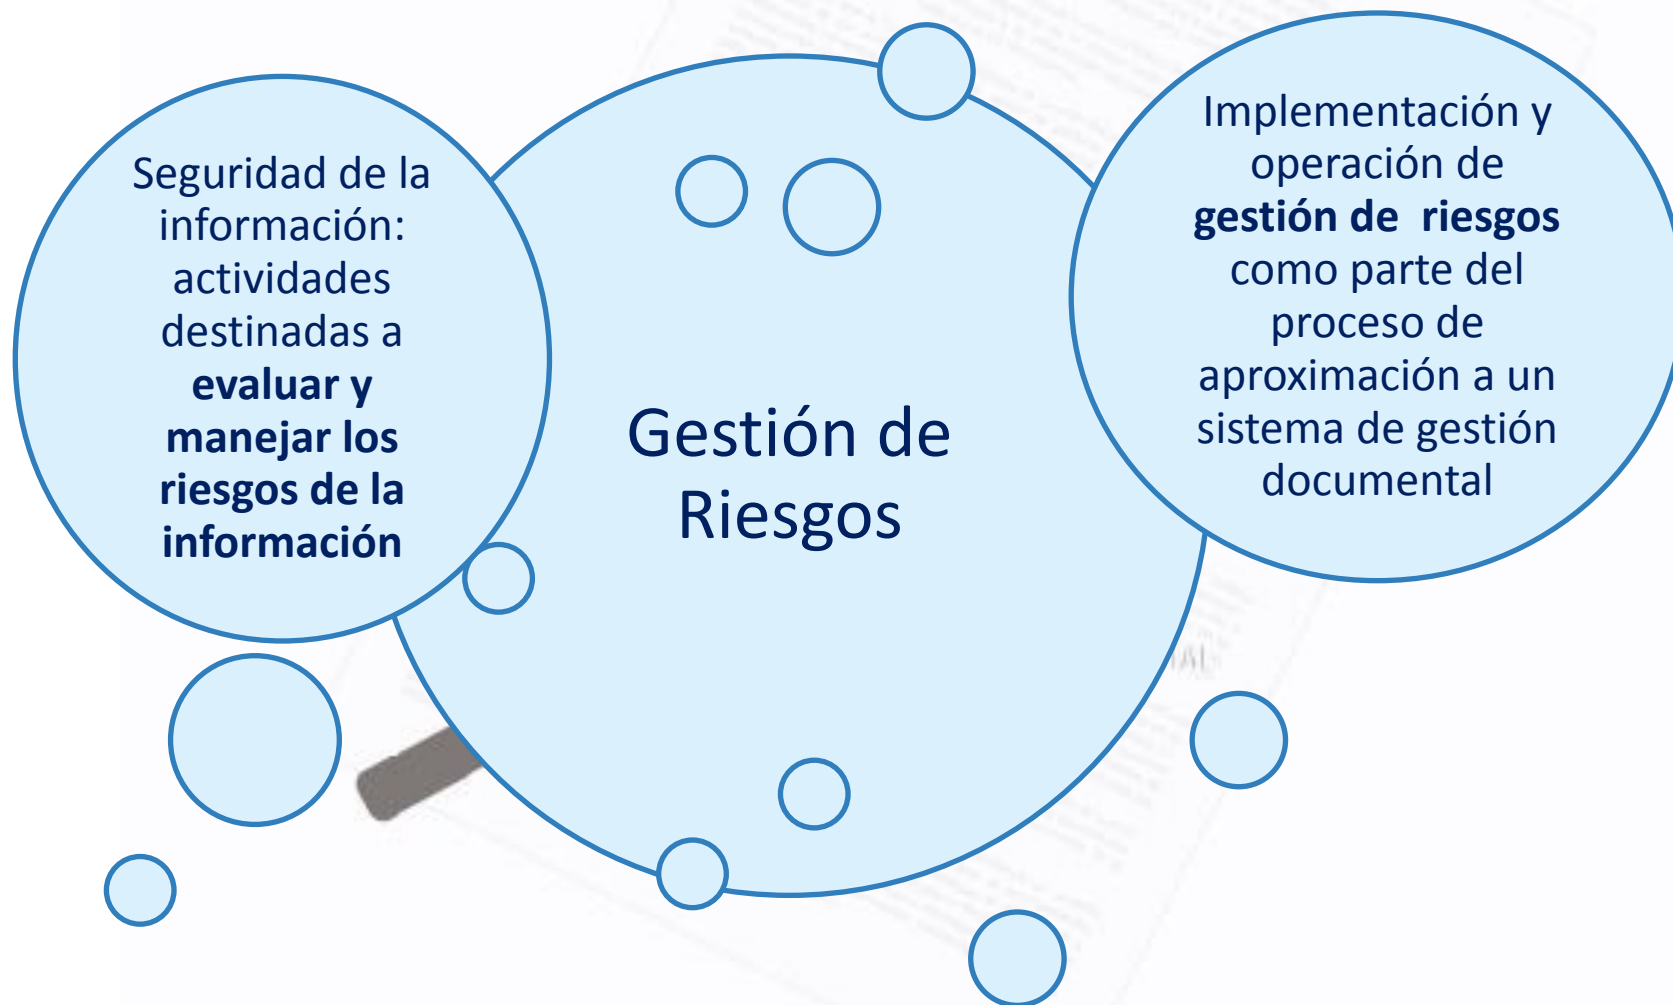 Seguridad de la
información:
actividades
destinadas a
evaluar y
manejar los
riesgos de la
información
Gestión de
Riesgos
Implementación y
operación de
gestión de  riesgos
como parte del
proceso de
aproximación a un
sistema de gestión
documental